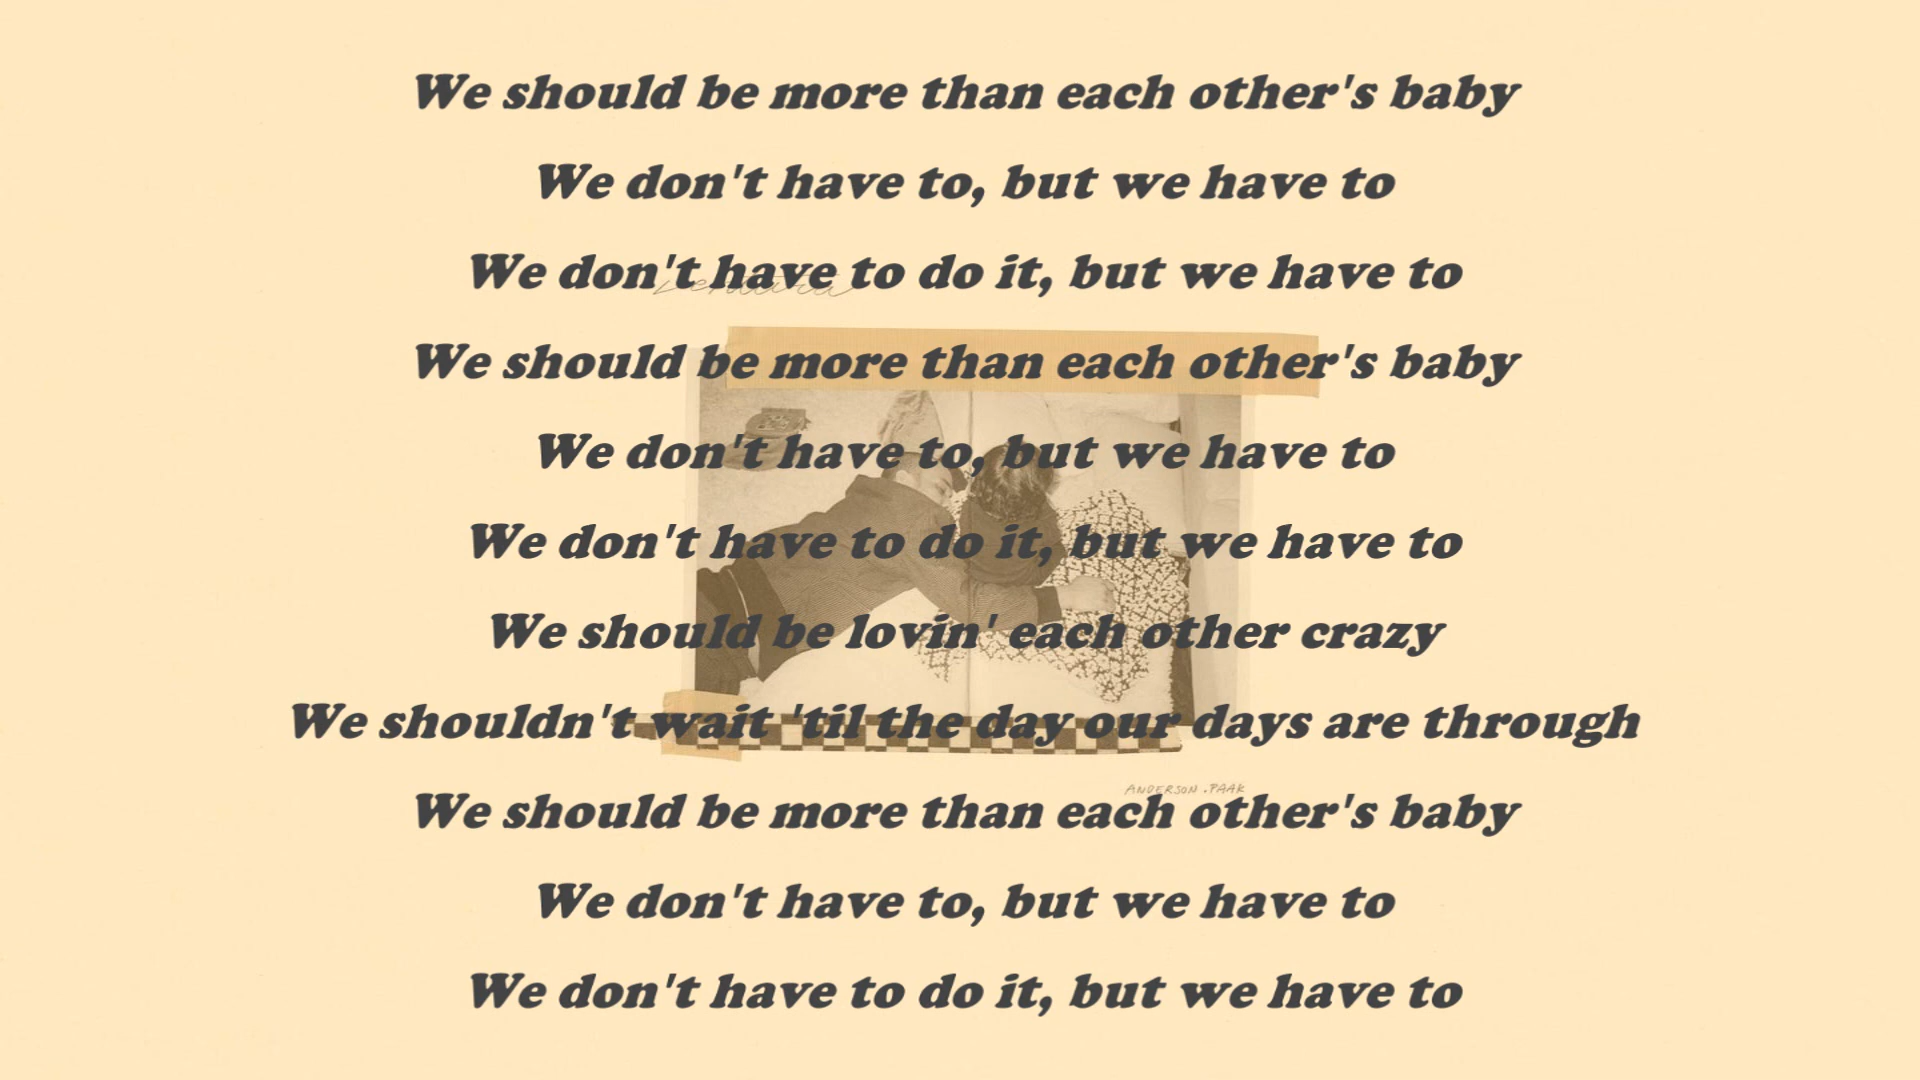 We should be more than each other's baby
We don't have to, but we have to
We don't have to do it, but we have to
Ventura
We should be more than each other's baby
We don't have to, but we have to
We don't have to do it, but we have to
We should be lovin' each other crazy
We shouldn't wait 'til the day our days are through
ANDERSON .PAAK
We should be more than each other's baby
We don't have to, but we have to
We don't have to do it, but we have to